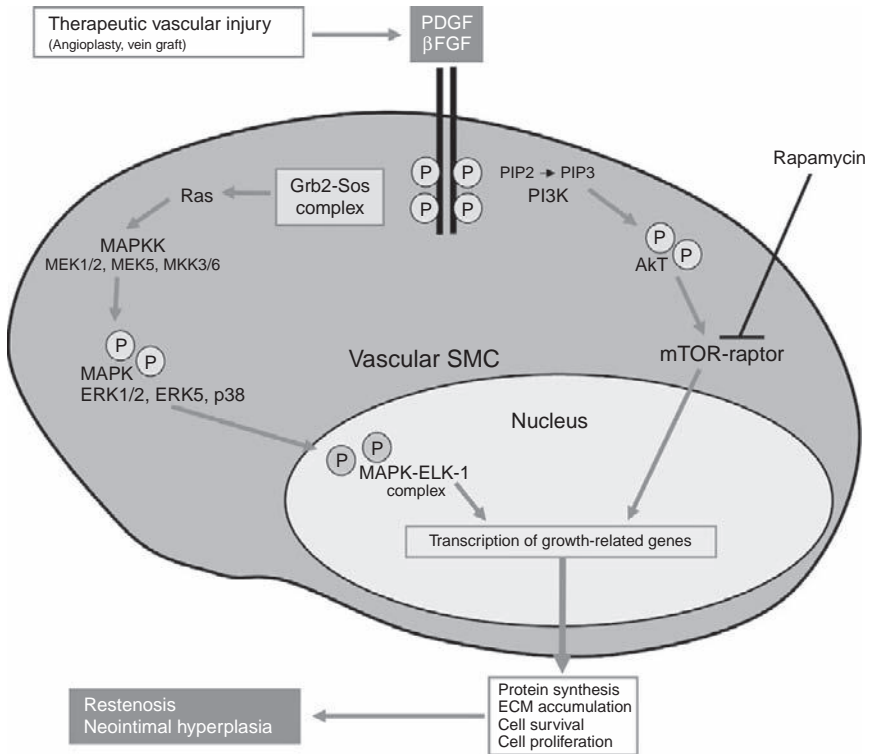 Therapeutic vascular injury
(Angioplasty, vein graft)
PDGF
βFGF
Rapamycin
P P
P P
PIP2 → PIP3
PI3K
Grb2-Sos
complex
Ras
MAPKK
MEK1/2, MEK5, MKK3/6
P
P
AkT
P
P
MAPK
ERK1/2, ERK5, p38
mTOR-raptor
Vascular SMC
Nucleus
P
P
MAPK-ELK-1
complex
Transcription of growth-related genes
Protein synthesis
ECM accumulation
Cell survival
Cell proliferation
Restenosis
Neointimal hyperplasia